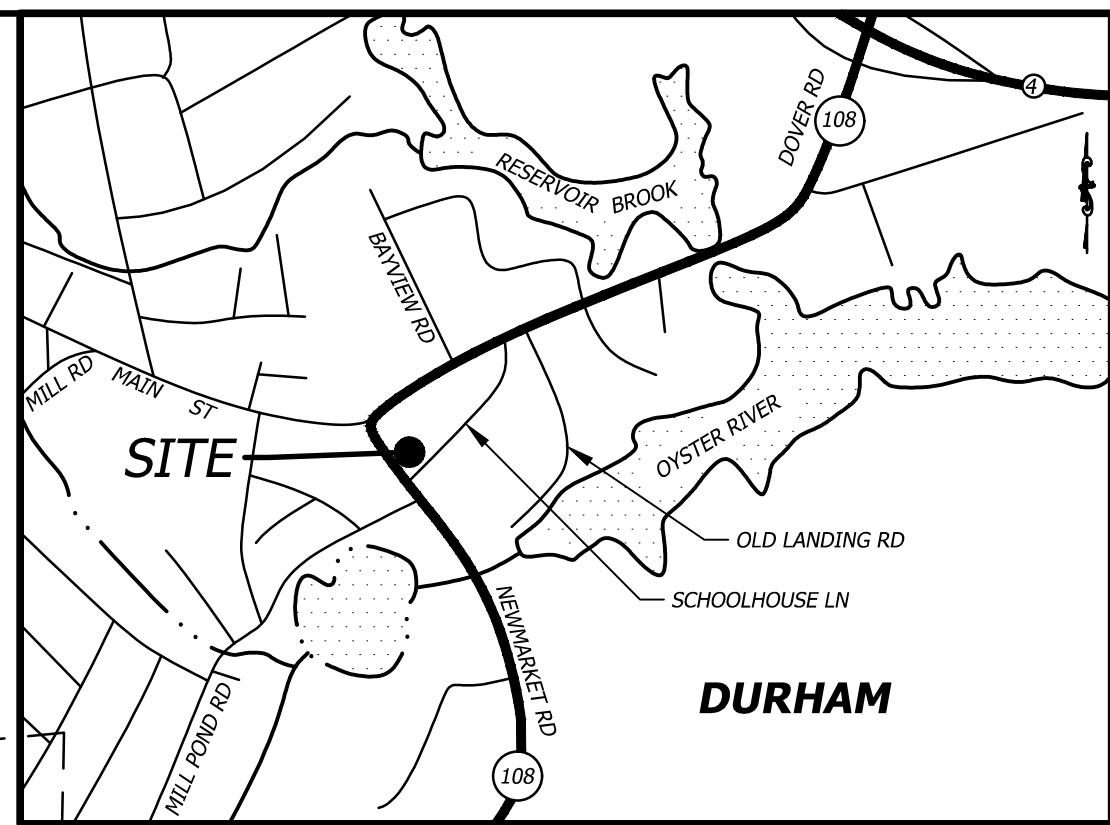 4
108
DOVER RD
RESERVOIR BROOK
BAYVIEW RD
MILL RD
MAIN ST
SITE
OYSTER RIVER
OLD LANDING RD
SCHOOLHOUSE LN
NEWMARKET RD
DURHAM
MILL POND RD
108